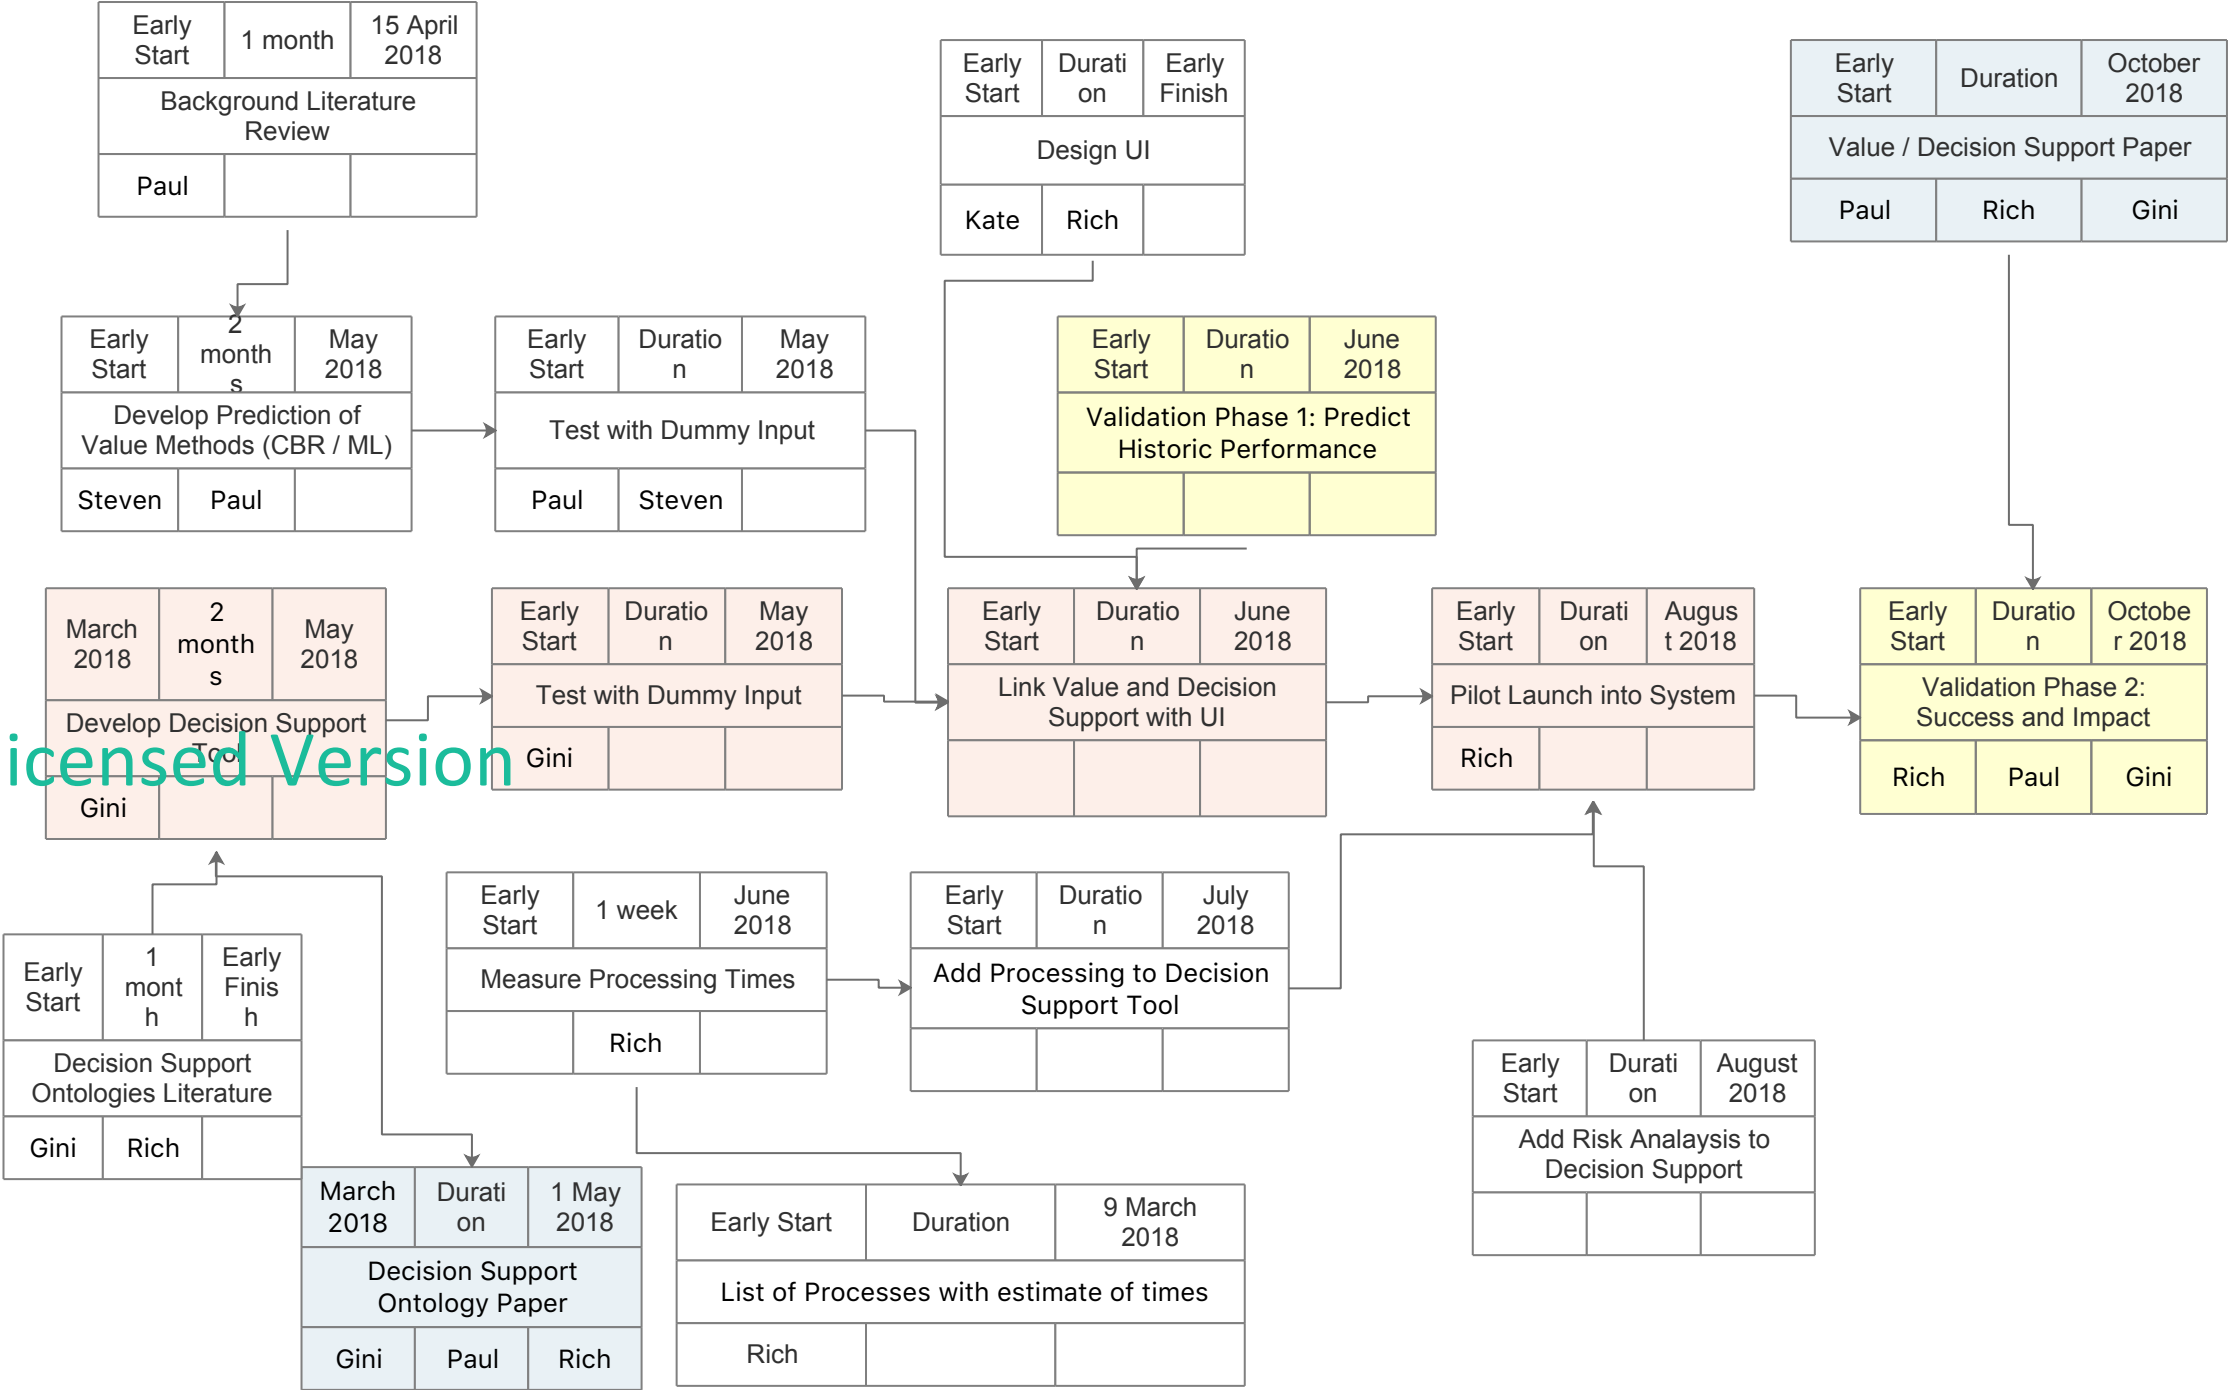 Early Start
1 month
15 April 2018
Background Literature
Review
Paul
Early Start
Durati
on
Early Finish
Design UI
Kate
Rich
Early Start
Duration
October 2018
Value / Decision Support Paper
Paul
Rich
Gini
Early Start
2
month
s
May 2018
Develop Prediction of
Value Methods (CBR / ML)
Steven
Paul
Early Start
Duratio
n
May 2018
Test with Dummy Input
Paul
Steven
Early Start
Duratio
n
June 2018
Validation Phase 1: Predict
Historic Performance
March 2018
2
month
s
May 2018
Develop Decision Support
Tool
Gini
icensed Version
Early Start
Duratio
n
May 2018
Test with Dummy Input
Gini
Early Start
Duratio
n
June 2018
Link Value and Decision
Support with UI
Early Start
Durati
on
Augus
t 2018
Pilot Launch into System
Rich
Early Start
Duratio
n
Octobe
r 2018
Validation Phase 2:
Success and Impact
Rich
Paul
Gini
Early Start
1
mont
h
Early
Finis
h
Decision Support
Ontologies Literature
Gini
Rich
Early Start
1 week
June 2018
Measure Processing Times
Rich
Early Start
Duratio
n
July 2018
Add Processing to Decision
Support Tool
Early Start
Durati
on
August 2018
Add Risk Analaysis to
Decision Support
March 2018
Durati
on
1 May 2018
Decision Support
Ontology Paper
Gini
Paul
Rich
Early Start
Duration
9 March 2018
List of Processes with estimate of times
Rich